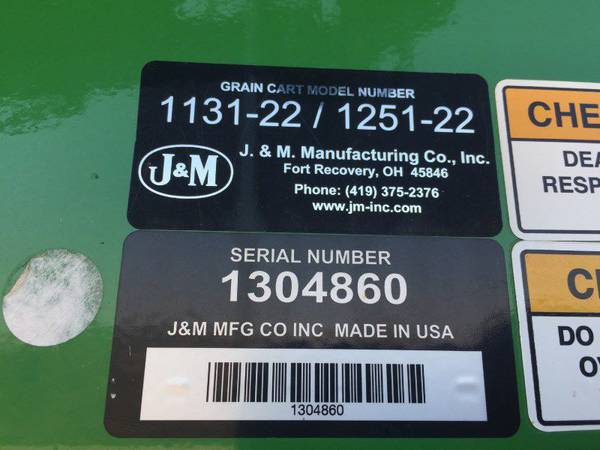 GRAIN CART MODEL NUMBER
1131-22 / 1251-22
J&M
J. & M. Manufacturing Co., Inc.
Fort Recovery, OH 45846
Phone: (419) 375-2376
www.jm-inc.com
SERIAL NUMBER
1304860
J&M MFG CO INC MADE IN USA
1304860
CHE
DEA
RESP
C
DO